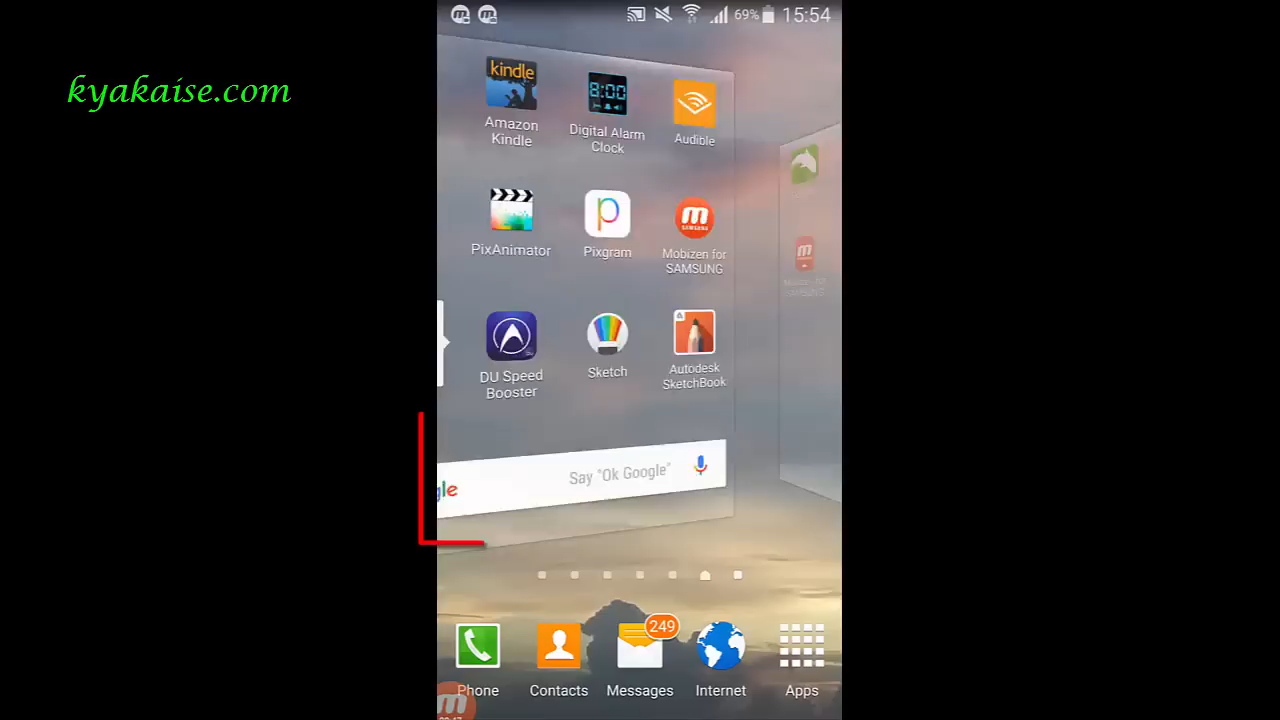 69% 15:54
kyakaise.com
kindle
8:00
Amazon
Kindle
Digital Alarm
Clock
Audible
p
PixAnimator
Pixgram
m
SAMSUNG
Mobizen for
SAMSUNG
m
DU Speed
Booster
Sketch
Autodesk
SketchBook
gle
Say "Ok Google"
249
Phone
Contacts
Messages
Internet
Apps
m